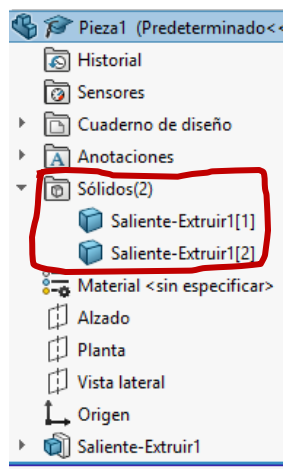 Pieza1 (Predeterminado<<
Historial
Sensores
Cuaderno de diseño
Anotaciones
Sólidos(2)
Saliente-Extruir1[1]
Saliente-Extruir1[2]
Material <sin especificar>
Alzado
Planta
Vista lateral
Origen
Saliente-Extruir1